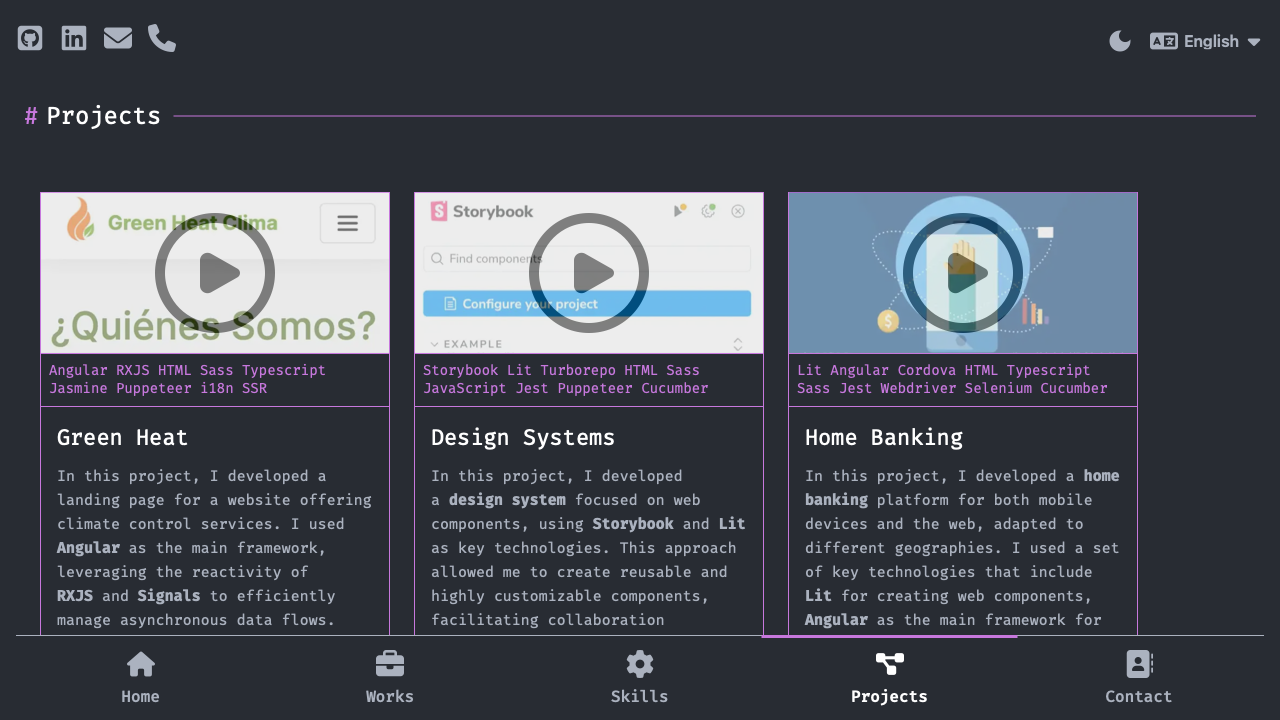 English
# Projects
Green Heat Clima
¿Quiénes Somos?
Angular RXJS HTML Sass Typescript
Jasmine Puppeteer i18n SSR
Green Heat
In this project, I developed a
landing page for a website offering
climate control services. I used
Angular as the main framework,
leveraging the reactivity of
RXJS and Signals to efficiently
manage asynchronous data flows.
Storybook
Find components
Configure your project
EXAMPLE
Storybook Lit Turborepo HTML Sass
JavaScript Jest Puppeteer Cucumber
Design Systems
In this project, I developed
a design system focused on web
components, using Storybook and Lit
as key technologies. This approach
allowed me to create reusable and
highly customizable components,
facilitating collaboration
Lit Angular Cordova HTML Typescript
Sass Jest Webdriver Selenium Cucumber
Home Banking
In this project, I developed a home
banking platform for both mobile
devices and the web, adapted to
different geographies. I used a set
of key technologies that include
Lit for creating web components,
Angular as the main framework for
Home
Works
Skills
Projects
Contact